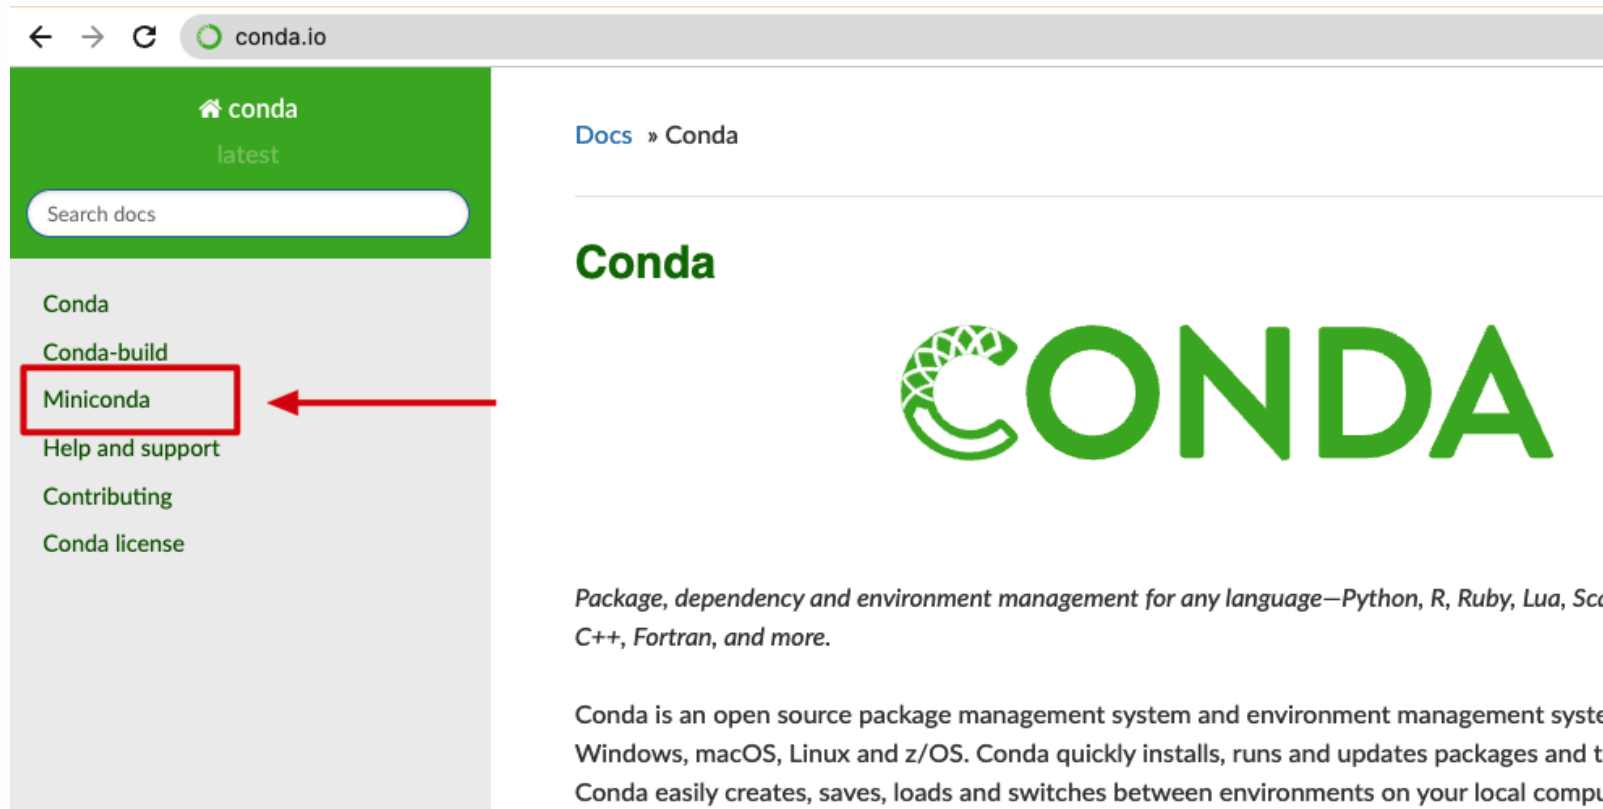 conda.io
conda
latest
Search docs
Conda
Conda-build
Miniconda
Help and support
Contributing
Conda license
Docs » Conda
Conda
CONDA
Package, dependency and environment management for any language—Python, R, Ruby, Lua,
C++, Fortran, and more.
Conda is an open source package management system and environment management
Windows, macOS, Linux and z/OS. Conda quickly installs, runs and updates packages and
Conda easily creates, saves, loads and switches between environments on your local